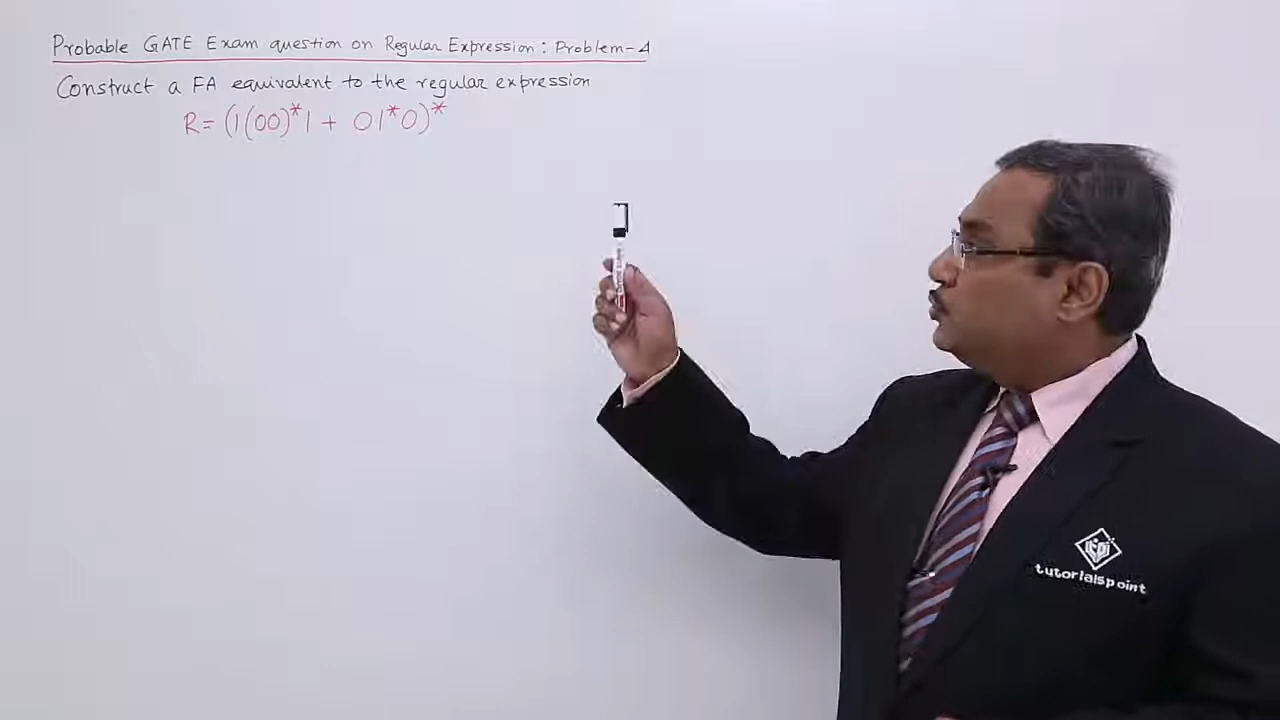 Probable GATE Exam question on Regular Expression: Problem-4
Construct a FA equivalent to the regular expression
R= (1(00)*1 + 01*0)*
tutorialspoint